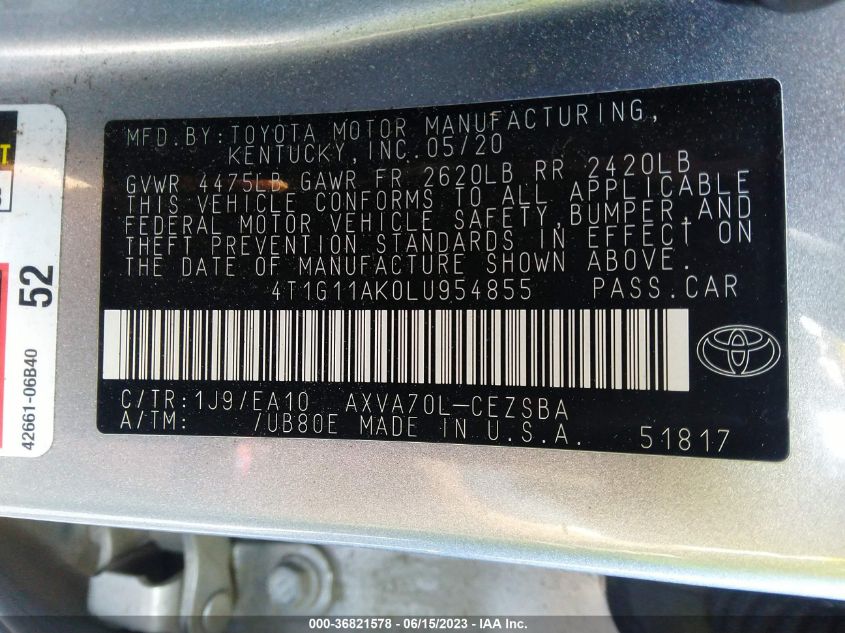 MFD.BY:TOYOTA MOTOR MANUFACTURING,
KENTUCKY,INC.05/20
GVWR 4475LB GAWR FR 2620LB RR 2420LB
THIS VEHICLE CONFORMS TO ALL APPLICABLE
FEDERAL MOTOR VEHICLE SAFETY,BUMPER,AND
THEFT PREVENTION STANDARDS IN EFFECT ON
THE DATE OF MANUFACTURE SHOWN ABOVE.
4T1G11AK0LU954855 PASS.CAR
C/TR:1J9/EA10 AXVA70L-CEZSBA
A/TM: /UB80E MADE IN U.S.A. 51817
52
42661-06B40
000-36821578 - 06/15/2023 - IAA Inc.